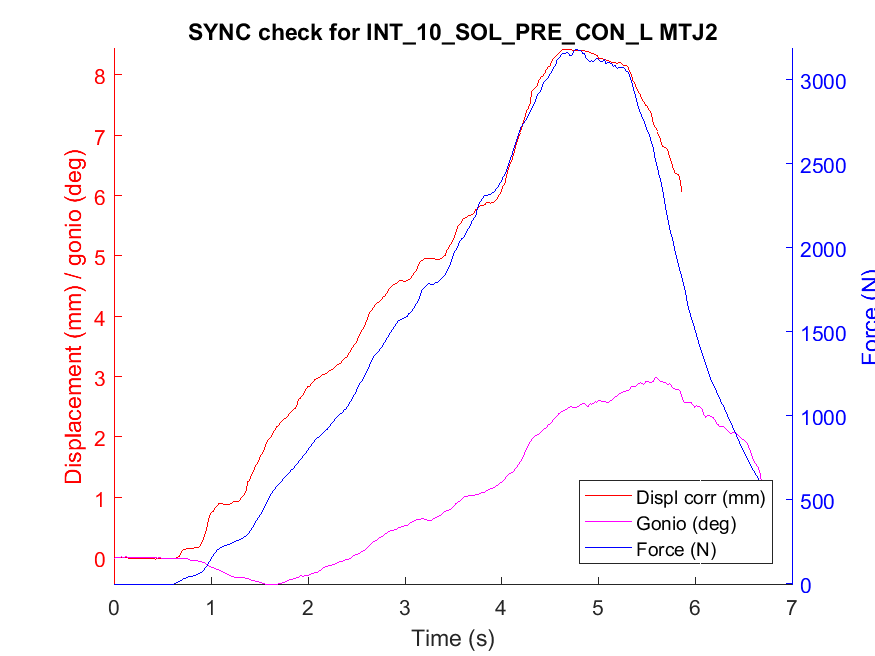 SYNC check for INT_10_SOL_PRE_CON_L MTJ2
Displacement (mm) / gonio (deg)
8
7
6
5
4
3
2
1
0
3000
2500
2000
1500
1000
500
0
Force (N)
Displ corr (mm)
Gonio (deg)
Force (N)
0 1 2 3 4 5 6 7
Time (s)